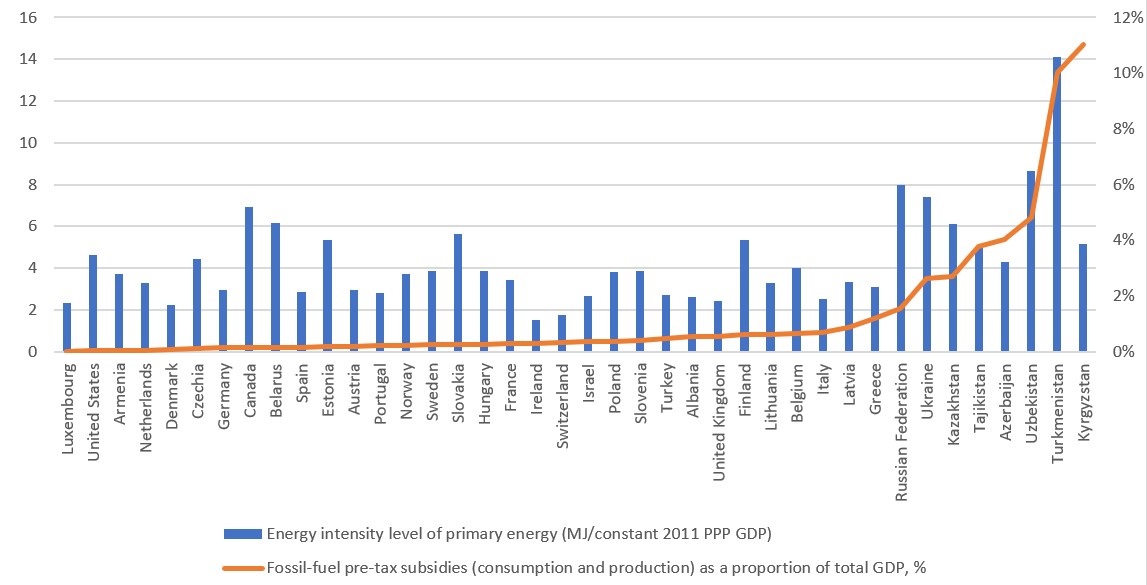 16
14
12
10
8
6
4
2
0
12%
10%
8%
6%
4%
2%
0%
Luxembourg
United States
Armenia
Netherlands
Denmark
Czechia
Germany
Canada
Belarus
Spain
Estonia
Austria
Portugal
Norway
Sweden
Slovakia
Hungary
France
Ireland
Switzerland
Israel
Poland
Slovenia
Turkey
Albania
United Kingdom
Finland
Lithuania
Belgium
Italy
Latvia
Greece
Russian Federation
Ukraine
Kazakhstan
Tajikistan
Azerbaijan
Uzbekistan
Turkmenistan
Kyrgyzstan
Energy intensity level of primary energy (MJ/constant 2011 PPP GDP)
Fossil-fuel pre-tax subsidies (consumption and production) as a proportion of total GDP, %